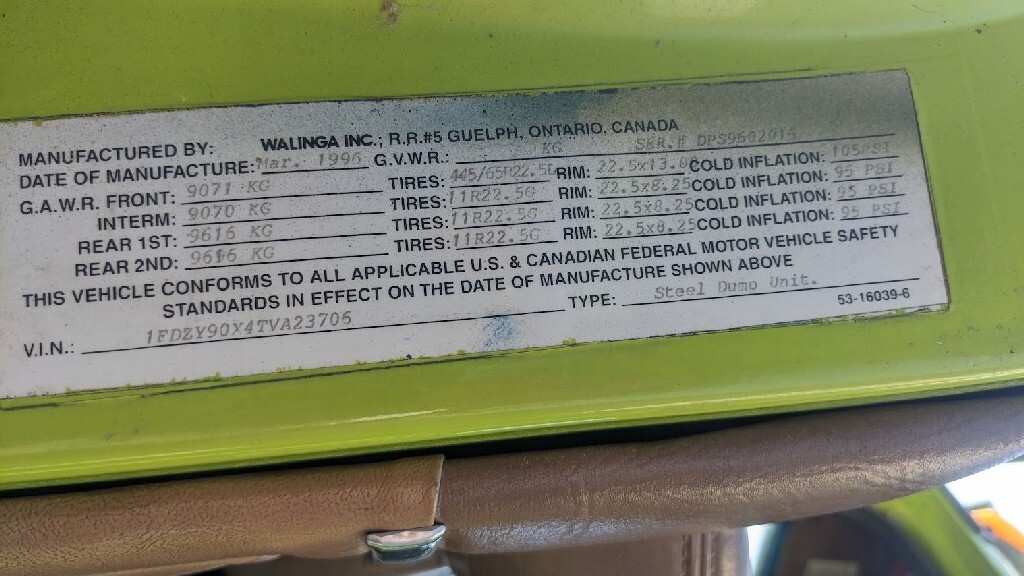 MANUFACTURED BY: WALINGA INC.; R.R.#5 GUELPH, ONTARIO, CANADA
DATE OF MANUFACTURE: Mar. 1996 G.V.W.R.: KG SER.# DPS9602016
G.A.W.R. FRONT: 9071 KG TIRES: 445/65R22.5L RIM: 22.5x13.00 COLD INFLATION: 105PSI
INTERM: 9070 KG TIRES: 11R22.5G RIM: 22.5x8.25 COLD INFLATION: 95 PSI
REAR 1ST: 9616 KG TIRES: 11R22.5G RIM: 22.5x8.25 COLD INFLATION: 95 PSI
REAR 2ND: 9616 KG TIRES: 11R22.5G RIM: 22.5x8.25 COLD INFLATION: 95 PSI
THIS VEHICLE CONFORMS TO ALL APPLICABLE U.S. & CANADIAN FEDERAL MOTOR VEHICLE SAFETY
STANDARDS IN EFFECT ON THE DATE OF MANUFACTURE SHOWN ABOVE
V.I.N.: 1FDZY90X4TVA23706 TYPE: Steel Dump Unit.
53-16039-6